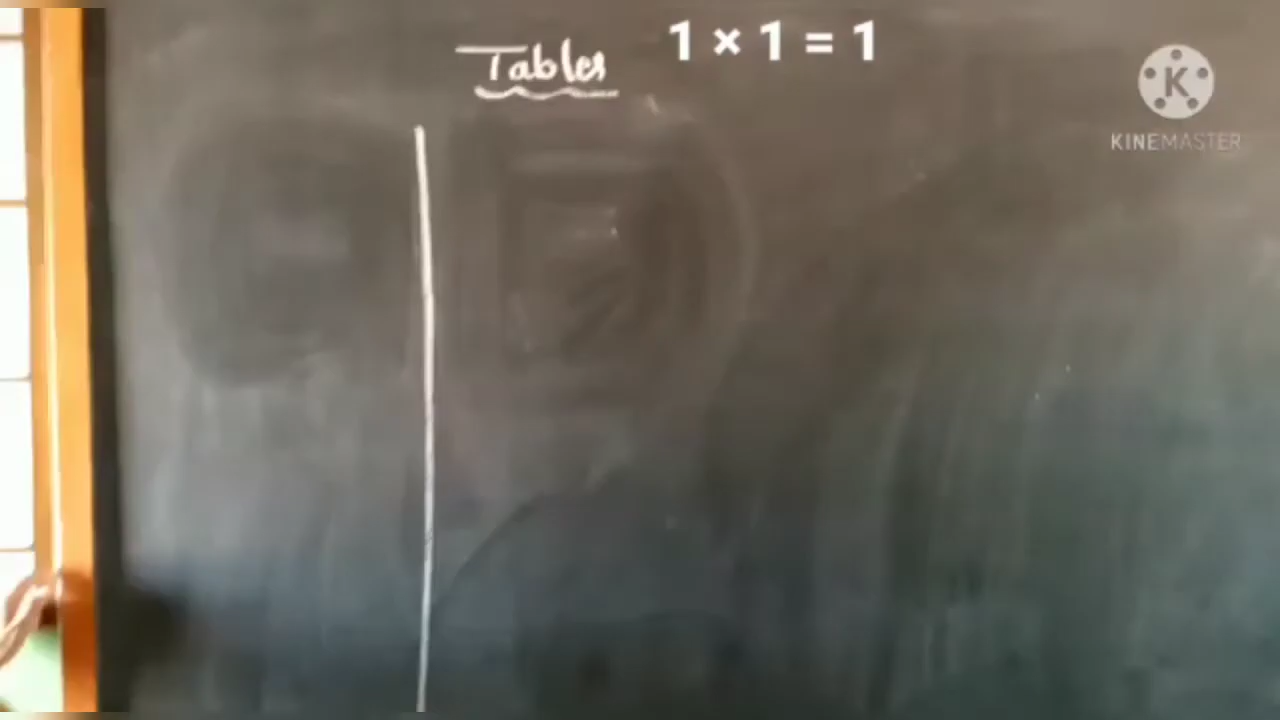 Tables 1 × 1 = 1
K
KINEMASTER